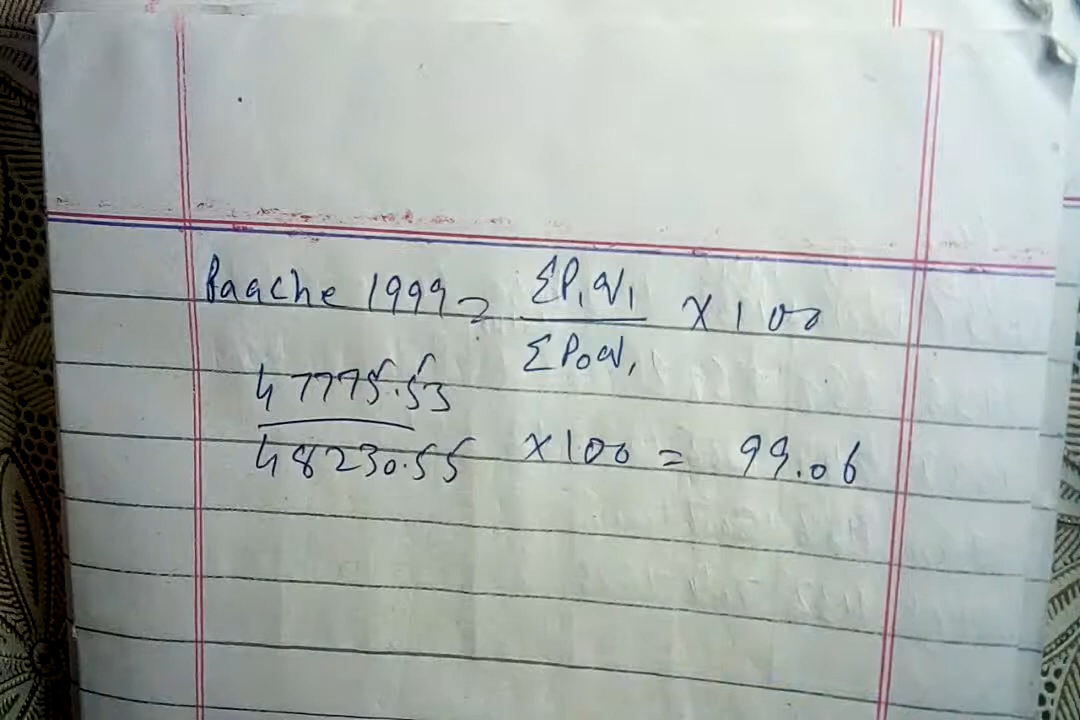 Paache 1999 = ΣP₁q₁ / ΣP₀q₁ × 100
47775.53 / 48230.55 × 100 = 99.06